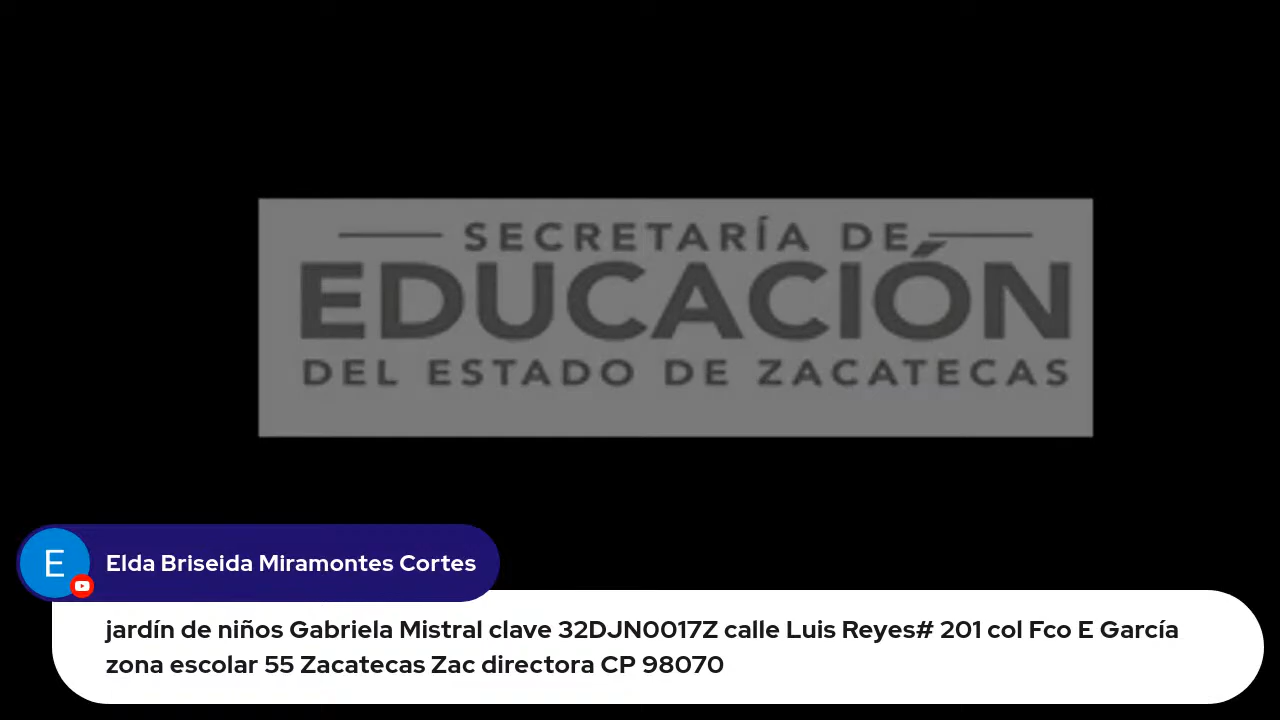 SECRETARÍA DE
EDUCACIÓN
DEL ESTADO DE ZACATECAS
E
Elda Briseida Miramontes Cortes
jardín de niños Gabriela Mistral clave 32DJN0017Z calle Luis Reyes# 201 col Fco E García
zona escolar 55 Zacatecas Zac directora CP 98070